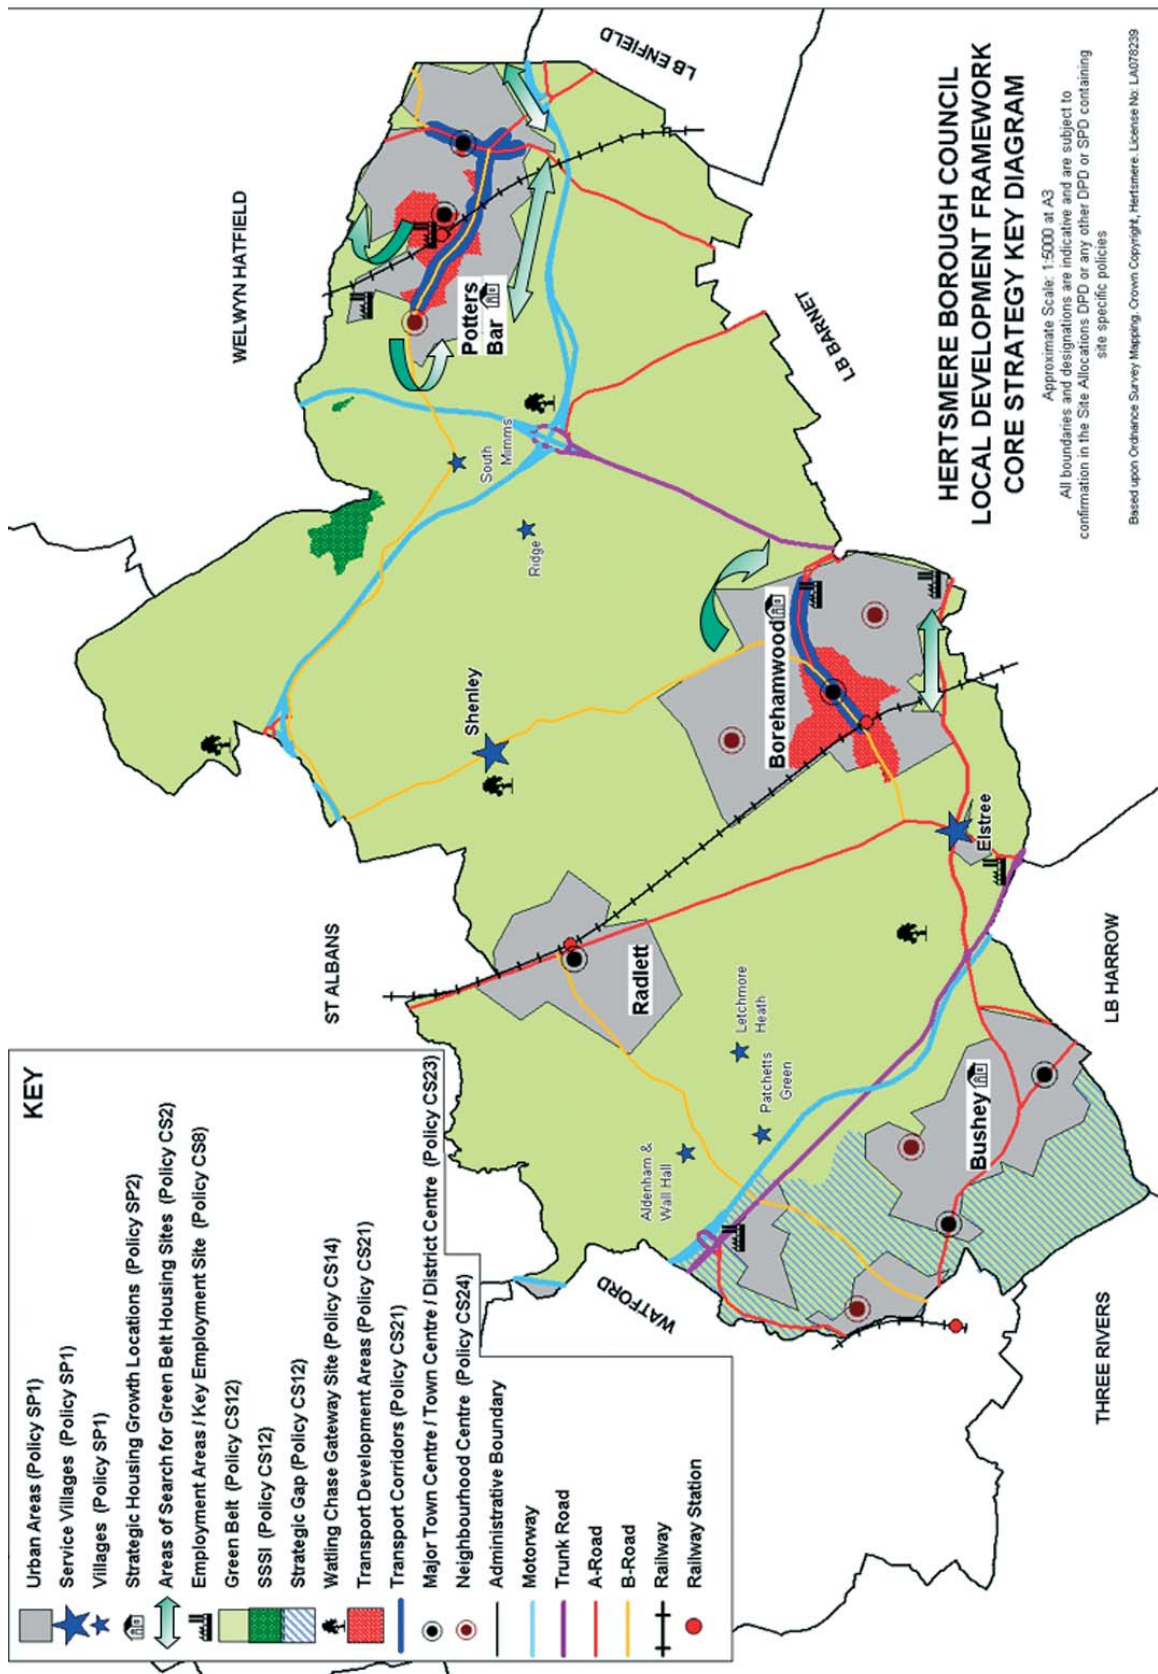 HERTSMERE BOROUGH COUNCIL
LOCAL DEVELOPMENT FRAMEWORK
CORE STRATEGY KEY DIAGRAM
Approximate Scale: 1:5000 at A3
All boundaries and designations are indicative and are subject to
confirmation in the Site Allocations DPD or any other DPD or SPD containing
site specific policies
Based upon Ordnance Survey Mapping, Crown Copyright, Hertsmere. License No: LA078239
KEY
Urban Areas (Policy SP1)
Service Villages (Policy SP1)
Villages (Policy SP1)
Strategic Housing Growth Locations (Policy SP2)
Areas of Search for Green Belt Housing Sites (Policy CS2)
Employment Areas / Key Employment Site (Policy CS8)
Green Belt (Policy CS12)
SSSI (Policy CS12)
Strategic Gap (Policy CS12)
Watling Chase Gateway Site (Policy CS14)
Transport Development Areas (Policy CS21)
Transport Corridors (Policy CS21)
Major Town Centre / Town Centre / District Centre (Policy CS23)
Neighbourhood Centre (Policy CS24)
Administrative Boundary
Motorway
Trunk Road
A-Road
B-Road
Railway
Railway Station
ST ALBANS
WELWYN HATFIELD
LB ENFIELD
LB BARNET
LB HARROW
THREE RIVERS
WATFORD
Potters
Bar
South
Mimms
Ridge
Shenley
Borehamwood
Elstree
Radlett
Letchmore
Heath
Patchetts
Green
Aldenham &
Wall Hall
Bushey